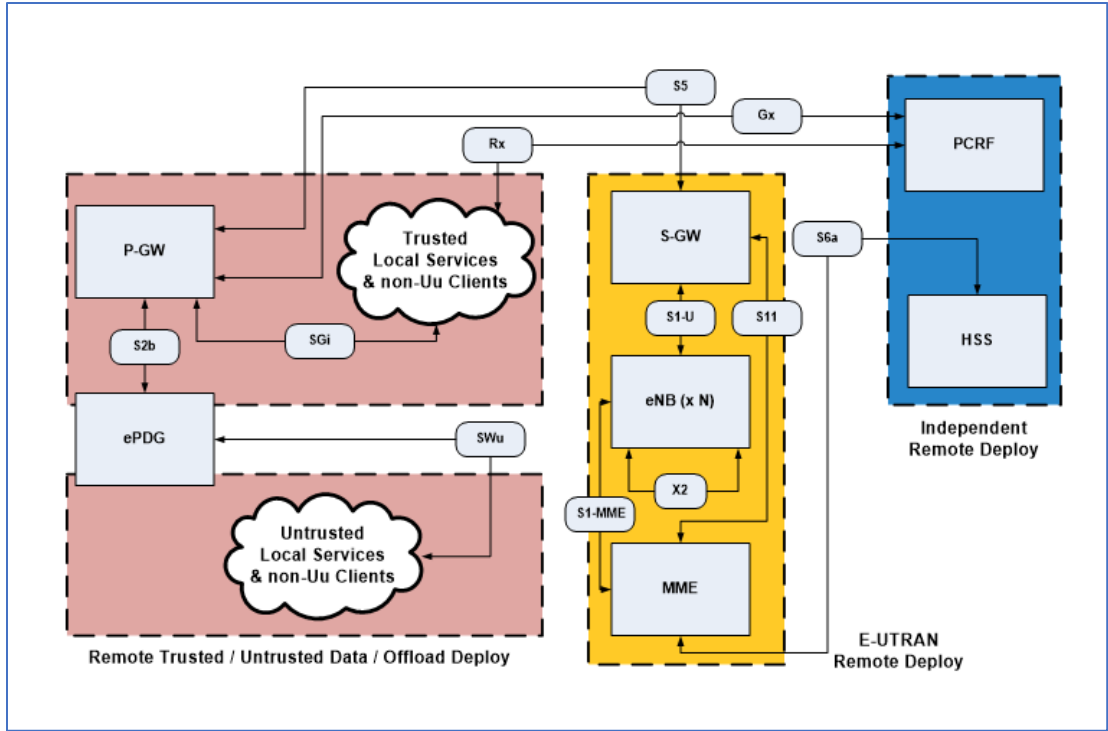 S5
Gx
Rx
PCRF
P-GW
Trusted
Local Services
& non-Uu Clients
S-GW
S6a
S2b
SGi
S1-U
S11
HSS
ePDG
SWu
eNB (x N)
Independent
Remote Deploy
X2
S1-MME
Untrusted
Local Services
& non-Uu Clients
MME
Remote Trusted / Untrusted Data / Offload Deploy
E-UTRAN
Remote Deploy